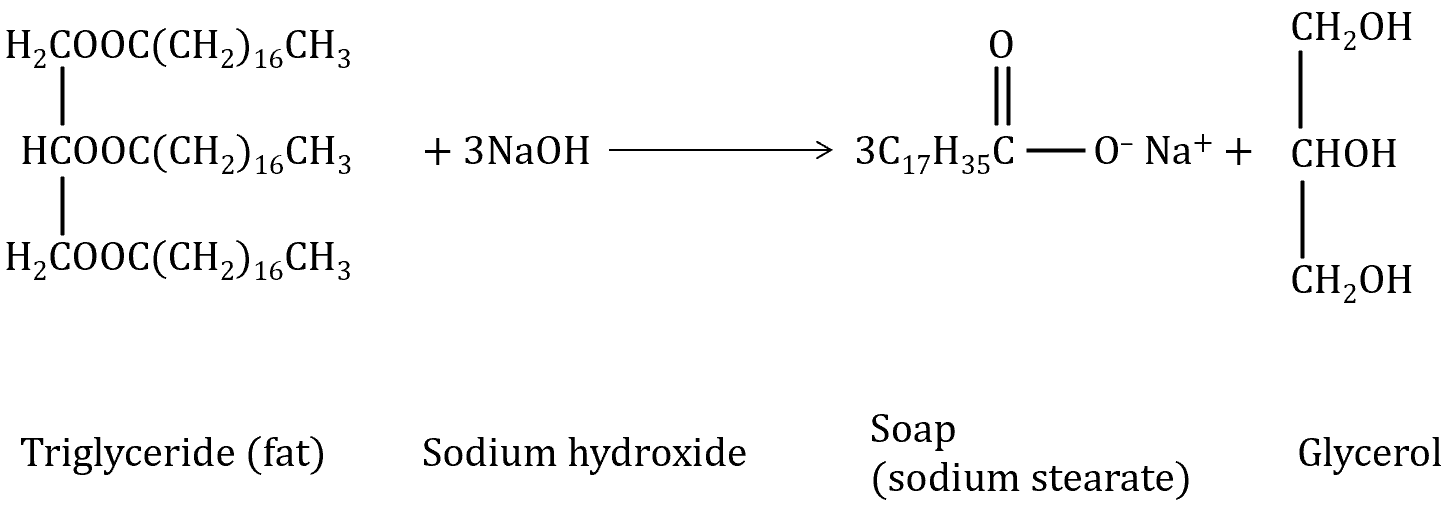 H₂COOC(CH₂)₁₆CH₃
HCOOC(CH₂)₁₆CH₃
H₂COOC(CH₂)₁₆CH₃
+ 3NaOH
O
3C₁₇H₃₅C — O⁻ Na⁺ +
CH₂OH
CHOH
CH₂OH
Triglyceride (fat)
Sodium hydroxide
Soap
(sodium stearate)
Glycerol